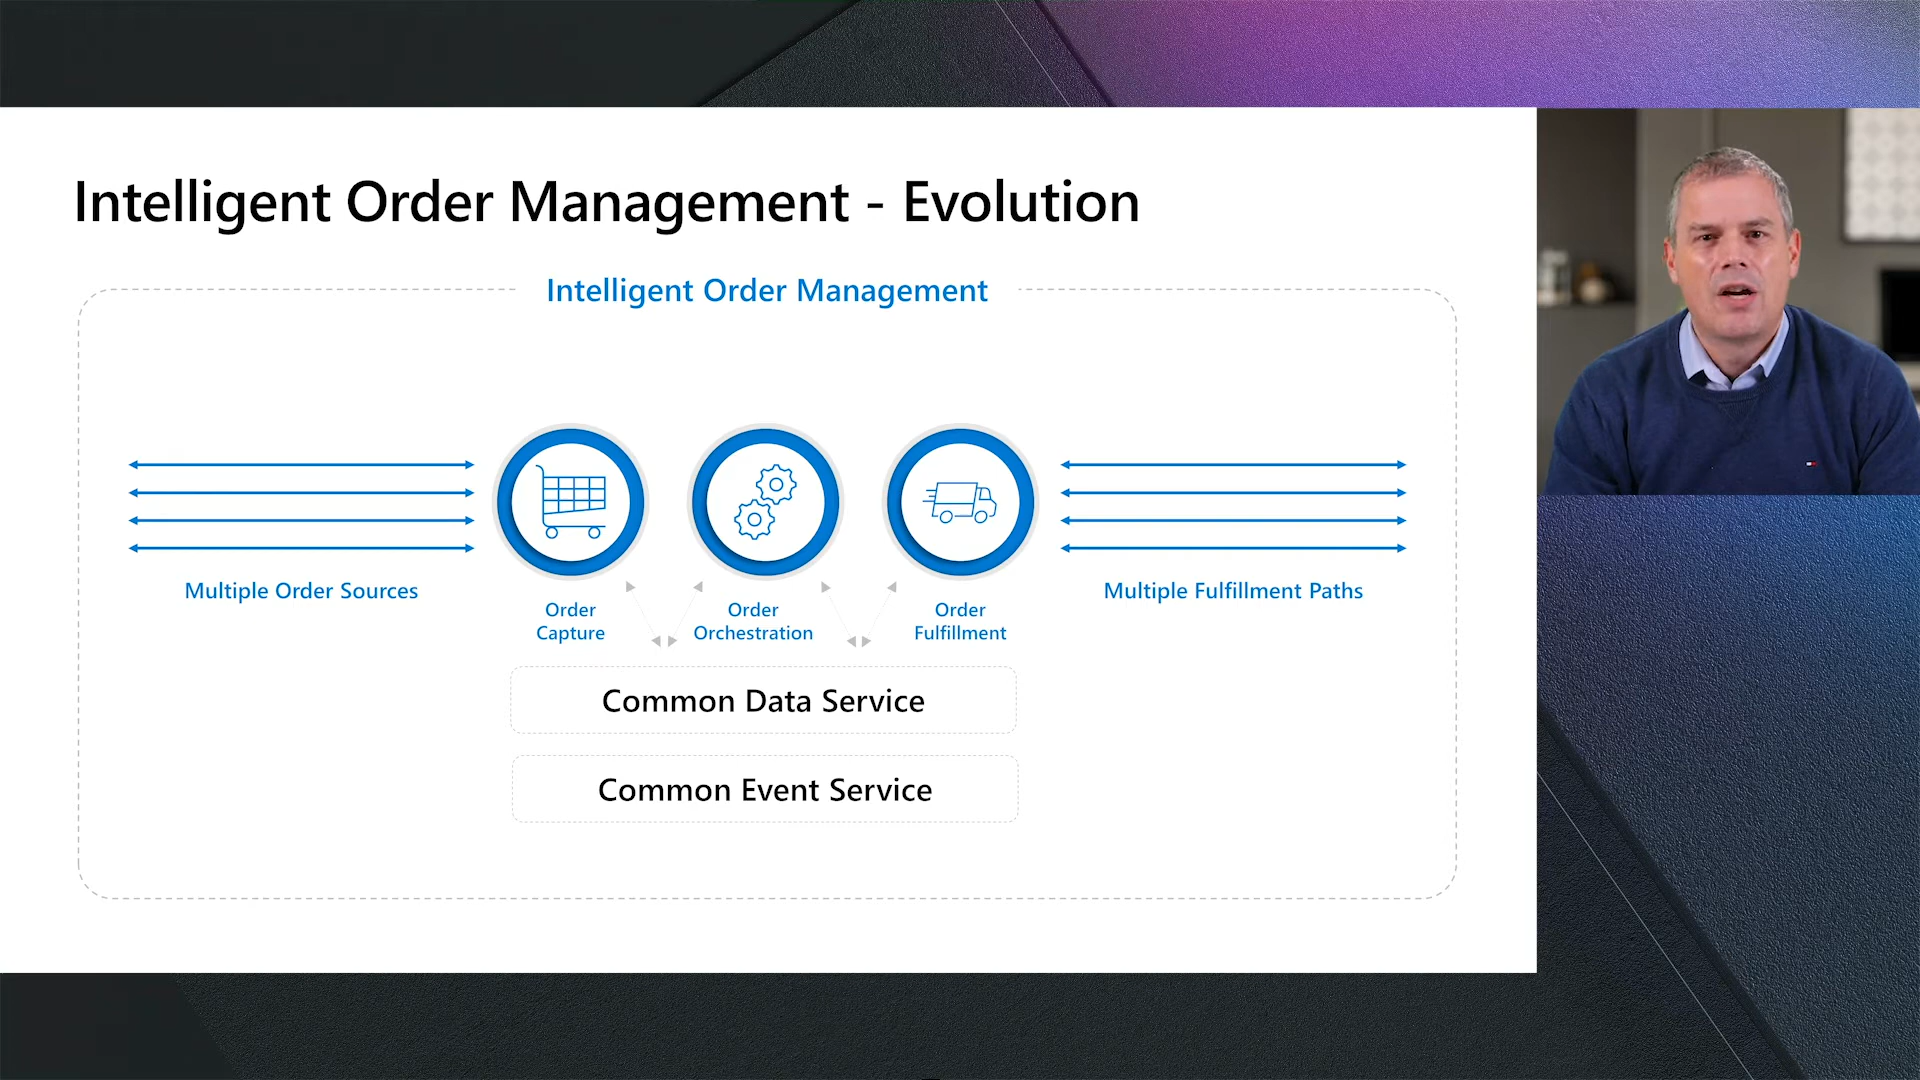 Intelligent Order Management - Evolution
Intelligent Order Management
Multiple Order Sources
Order
Capture
Order
Orchestration
Order
Fulfillment
Multiple Fulfillment Paths
Common Data Service
Common Event Service